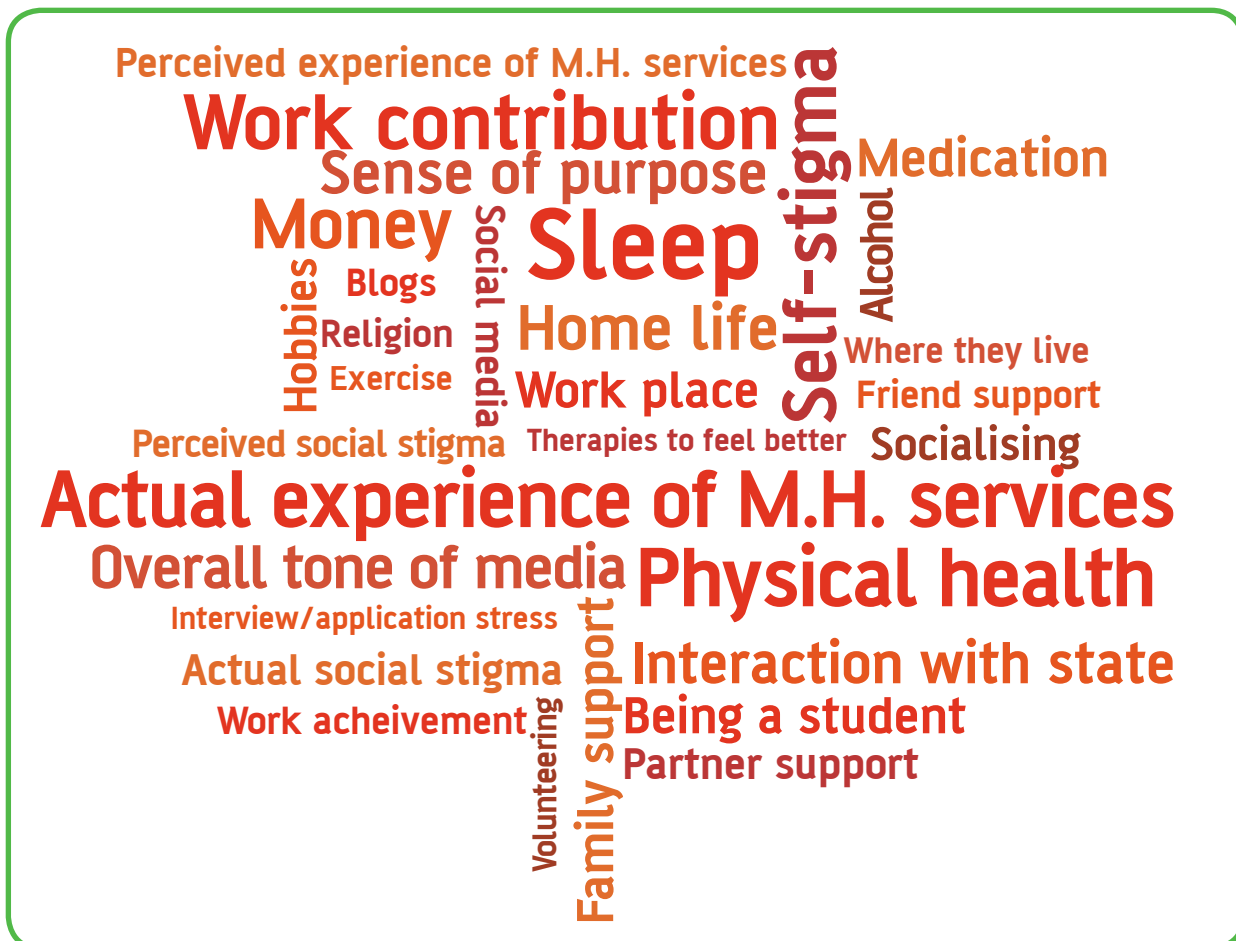 Perceived experience of M.H. services
Work contribution
Self-stigma
Sense of purpose
Medication
Money
Social media
Sleep
Alcohol
Hobbies
Blogs
Home life
Religion
Where they live
Exercise
Work place
Friend support
Perceived social stigma
Therapies to feel better
Socialising
Actual experience of M.H. services
Overall tone of media
Physical health
Interview/application stress
Family support
Actual social stigma
Interaction with state
Work acheivement
Volunteering
Being a student
Partner support